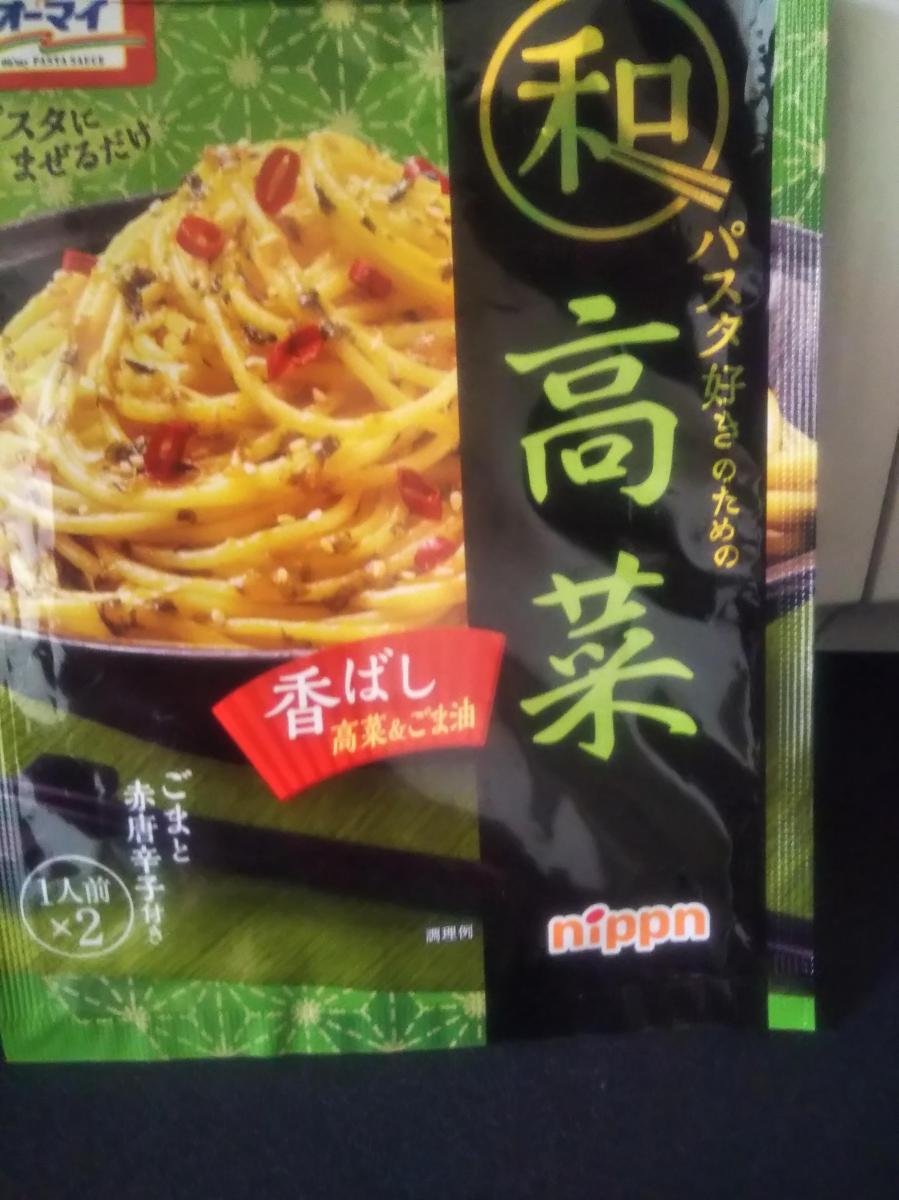 オーマイ
PASTA SAUCE
パスタに
まぜるだけ
和
パスタ好きのための
高菜
香ばし
高菜&ごま油
ごまと
赤唐辛子付き
1人前
×2
調理例
nippn